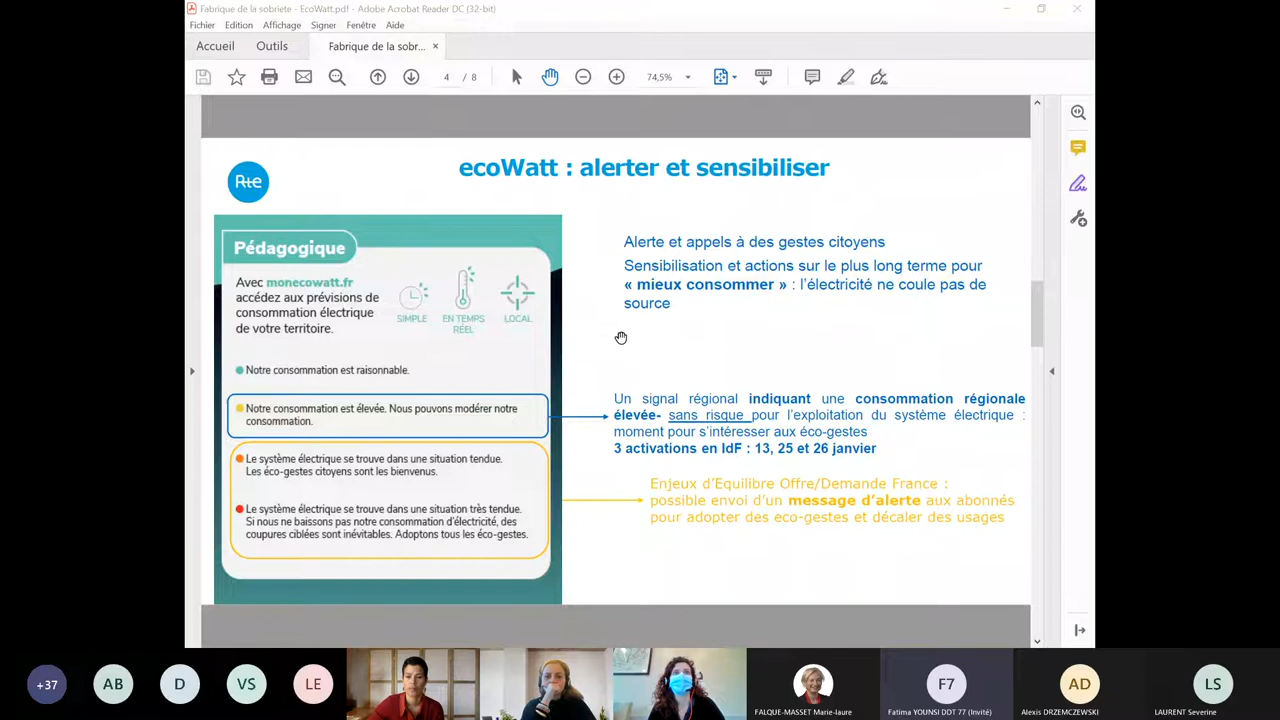 Fabrique de la sobriete - EcoWatt.pdf - Adobe Acrobat Reader DC (32-bit)
Fichier Edition Affichage Signer Fenêtre Aide
Accueil Outils Fabrique de la sobr... ×
4 / 8 74,5%
Rte
ecoWatt : alerter et sensibiliser
Pédagogique
Avec monecowatt.fr
accédez aux prévisions de
consommation électrique
de votre territoire.
SIMPLE
EN TEMPS
RÉEL
LOCAL
Notre consommation est raisonnable.
Notre consommation est élevée. Nous pouvons modérer notre
consommation.
Le système électrique se trouve dans une situation tendue.
Les éco-gestes citoyens sont les bienvenus.
Le système électrique se trouve dans une situation très tendue.
Si nous ne baissons pas notre consommation d'électricité, des
coupures ciblées sont inévitables. Adoptons tous les éco-gestes.
Alerte et appels à des gestes citoyens
Sensibilisation et actions sur le plus long terme pour
« mieux consommer » : l'électricité ne coule pas de
source
Un signal régional indiquant une consommation régionale
élevée- sans risque pour l'exploitation du système électrique :
moment pour s'intéresser aux éco-gestes
3 activations en IdF : 13, 25 et 26 janvier
Enjeux d'Equilibre Offre/Demande France :
possible envoi d'un message d'alerte aux abonnés
pour adopter des eco-gestes et décaler des usages
+37 AB D VS LE F7 AD LS
FALQUE-MASSET Marie-laure Fatima YOUNSI DDT 77 (Invité) Alexis DRZEMCZEWSKI LAURENT Severine